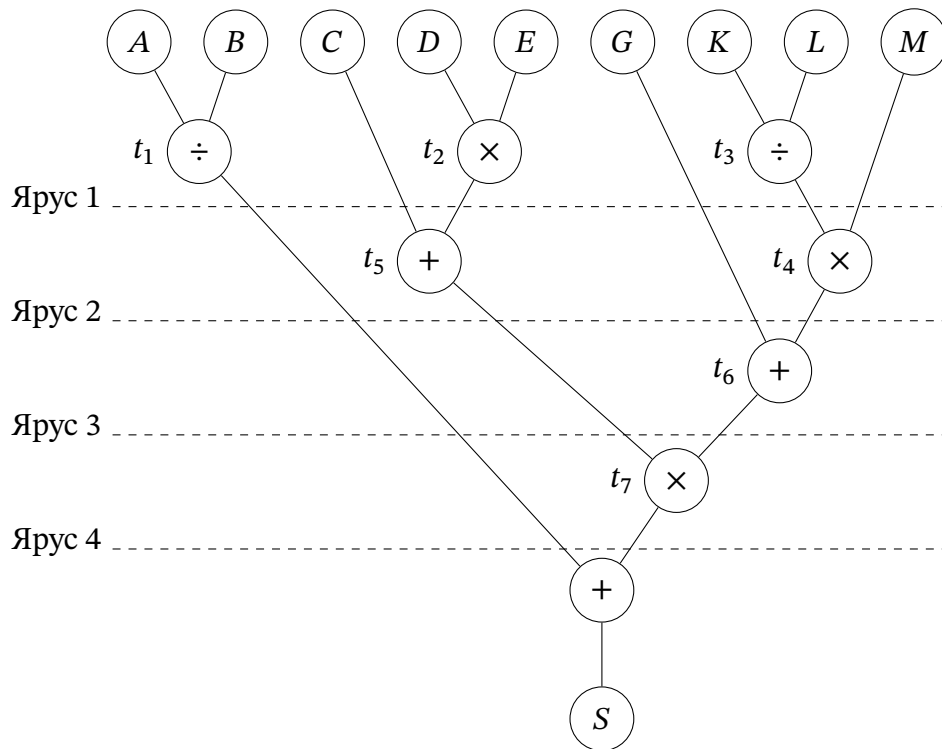 A B C D E G K L M
t₁ ÷ t₂ × t₃ ÷
Ярус 1
t₅ + t₄ ×
Ярус 2
t₆ +
Ярус 3
t₇ ×
Ярус 4
+
S